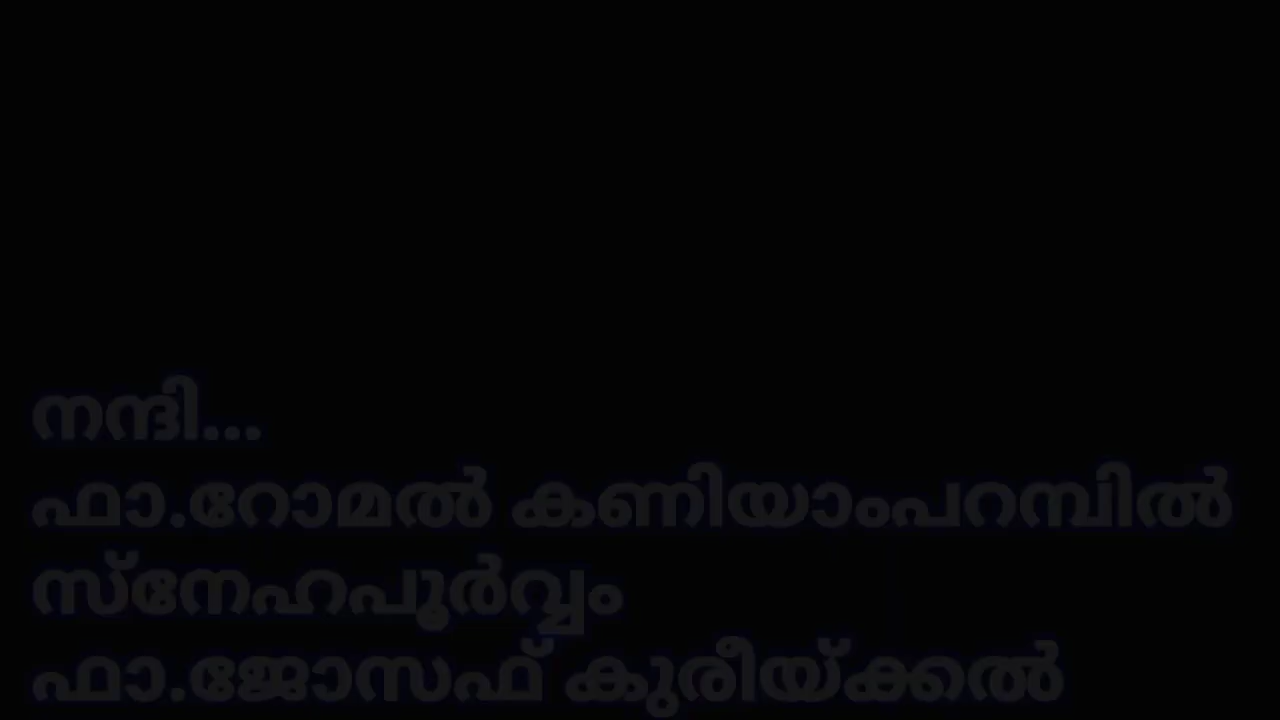 നന്ദി...
ഫാ.റോമൽ കണിയാംപറമ്പിൽ
സ്നേഹപൂർവ്വം
ഫാ.ജോസഫ് കുരീയ്ക്കൽ